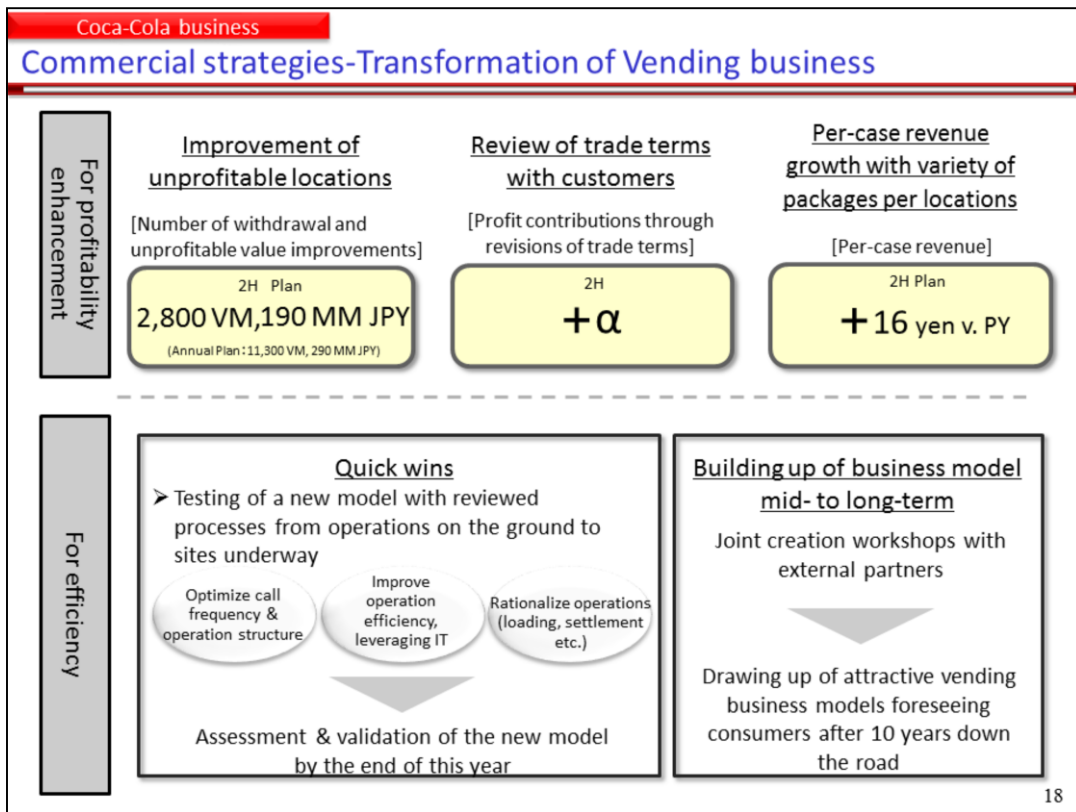 Coca-Cola business
Commercial strategies-Transformation of Vending business
For profitability
enhancement
Improvement of
unprofitable locations
[Number of withdrawal and
unprofitable value improvements]
2H Plan
2,800 VM,190 MM JPY
(Annual Plan：11,300 VM, 290 MM JPY)
Review of trade terms
with customers
[Profit contributions through
revisions of trade terms]
2H
+α
Per-case revenue
growth with variety of
packages per locations
[Per-case revenue]
2H Plan
+16 yen v. PY
For efficiency
Quick wins
➢ Testing of a new model with reviewed
processes from operations on the ground to
sites underway
Optimize call
frequency &
operation structure
Improve
operation
efficiency,
leveraging IT
Rationalize operations
(loading, settlement
etc.)
Assessment & validation of the new model
by the end of this year
Building up of business model
mid- to long-term
Joint creation workshops with
external partners
Drawing up of attractive vending
business models foreseeing
consumers after 10 years down
the road
18